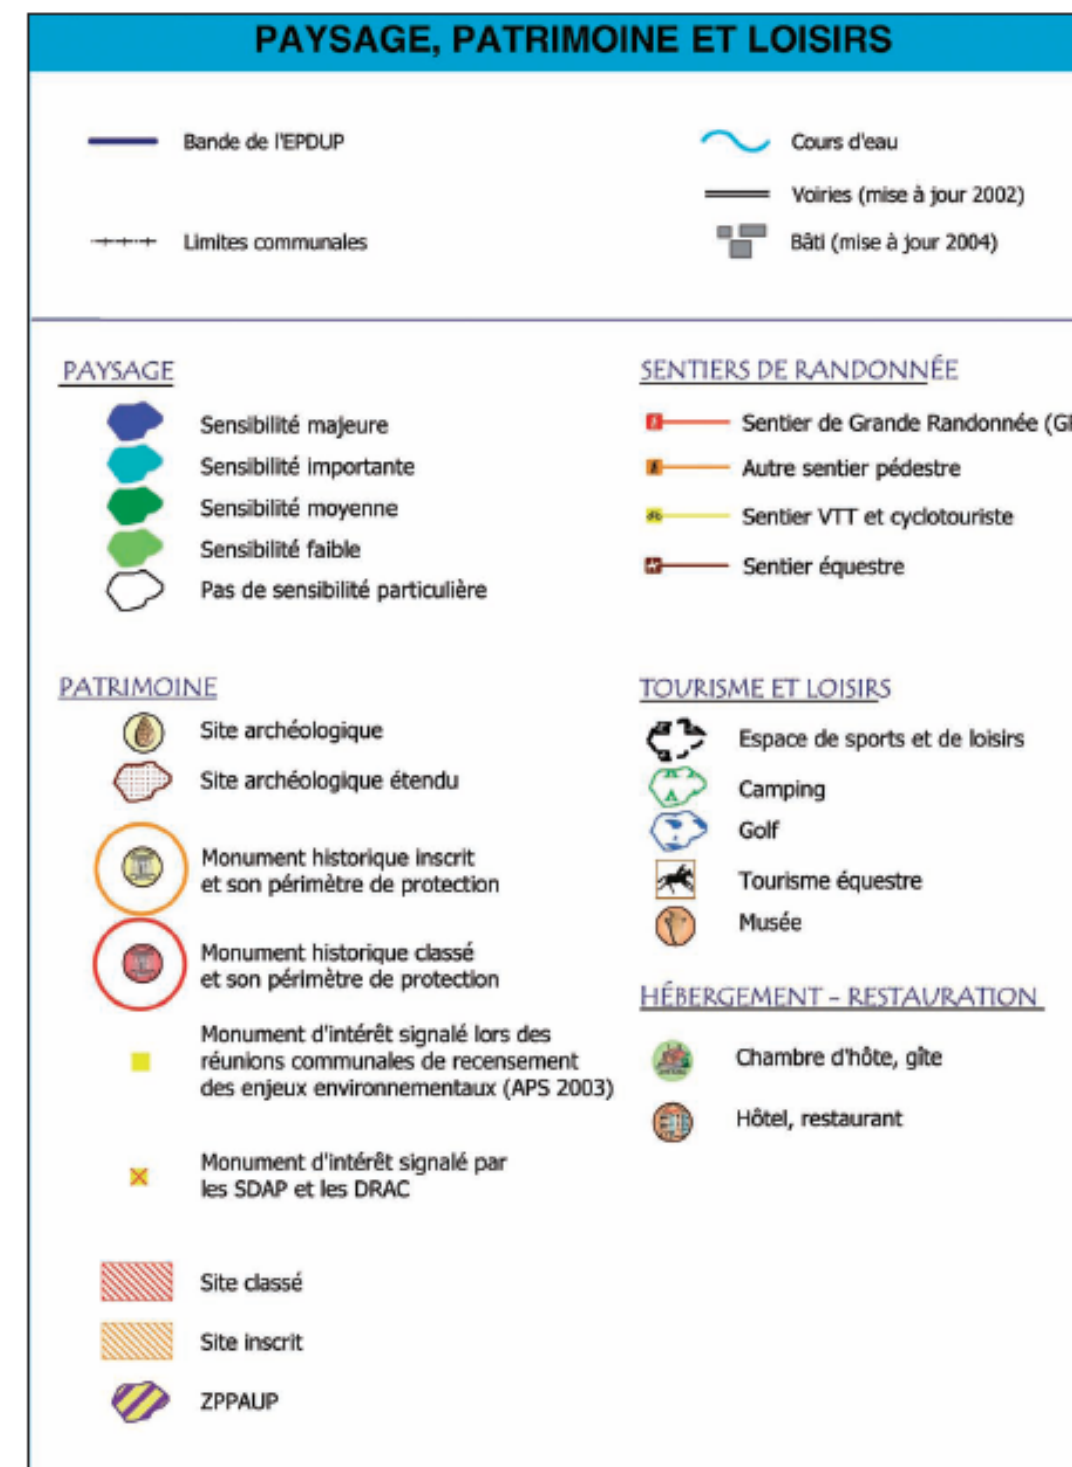 PAYSAGE, PATRIMOINE ET LOISIRS
Bande de l'EPDUP
Limites communales
Cours d'eau
Voiries (mise à jour 2002)
Bâti (mise à jour 2004)
PAYSAGE
Sensibilité majeure
Sensibilité importante
Sensibilité moyenne
Sensibilité faible
Pas de sensibilité particulière
PATRIMOINE
Site archéologique
Site archéologique étendu
Monument historique inscrit
et son périmètre de protection
Monument historique classé
et son périmètre de protection
Monument d'intérêt signalé lors des
réunions communales de recensement
des enjeux environnementaux (APS 2003)
Monument d'intérêt signalé par
les SDAP et les DRAC
Site classé
Site inscrit
ZPPAUP
SENTIERS DE RANDONNÉE
Sentier de Grande Randonnée
Autre sentier pédestre
Sentier VTT et cyclotouriste
Sentier équestre
TOURISME ET LOISIRS
Espace de sports et de loisirs
Camping
Golf
Tourisme équestre
Musée
HÉBERGEMENT - RESTAURATION
Chambre d'hôte, gîte
Hôtel, restaurant